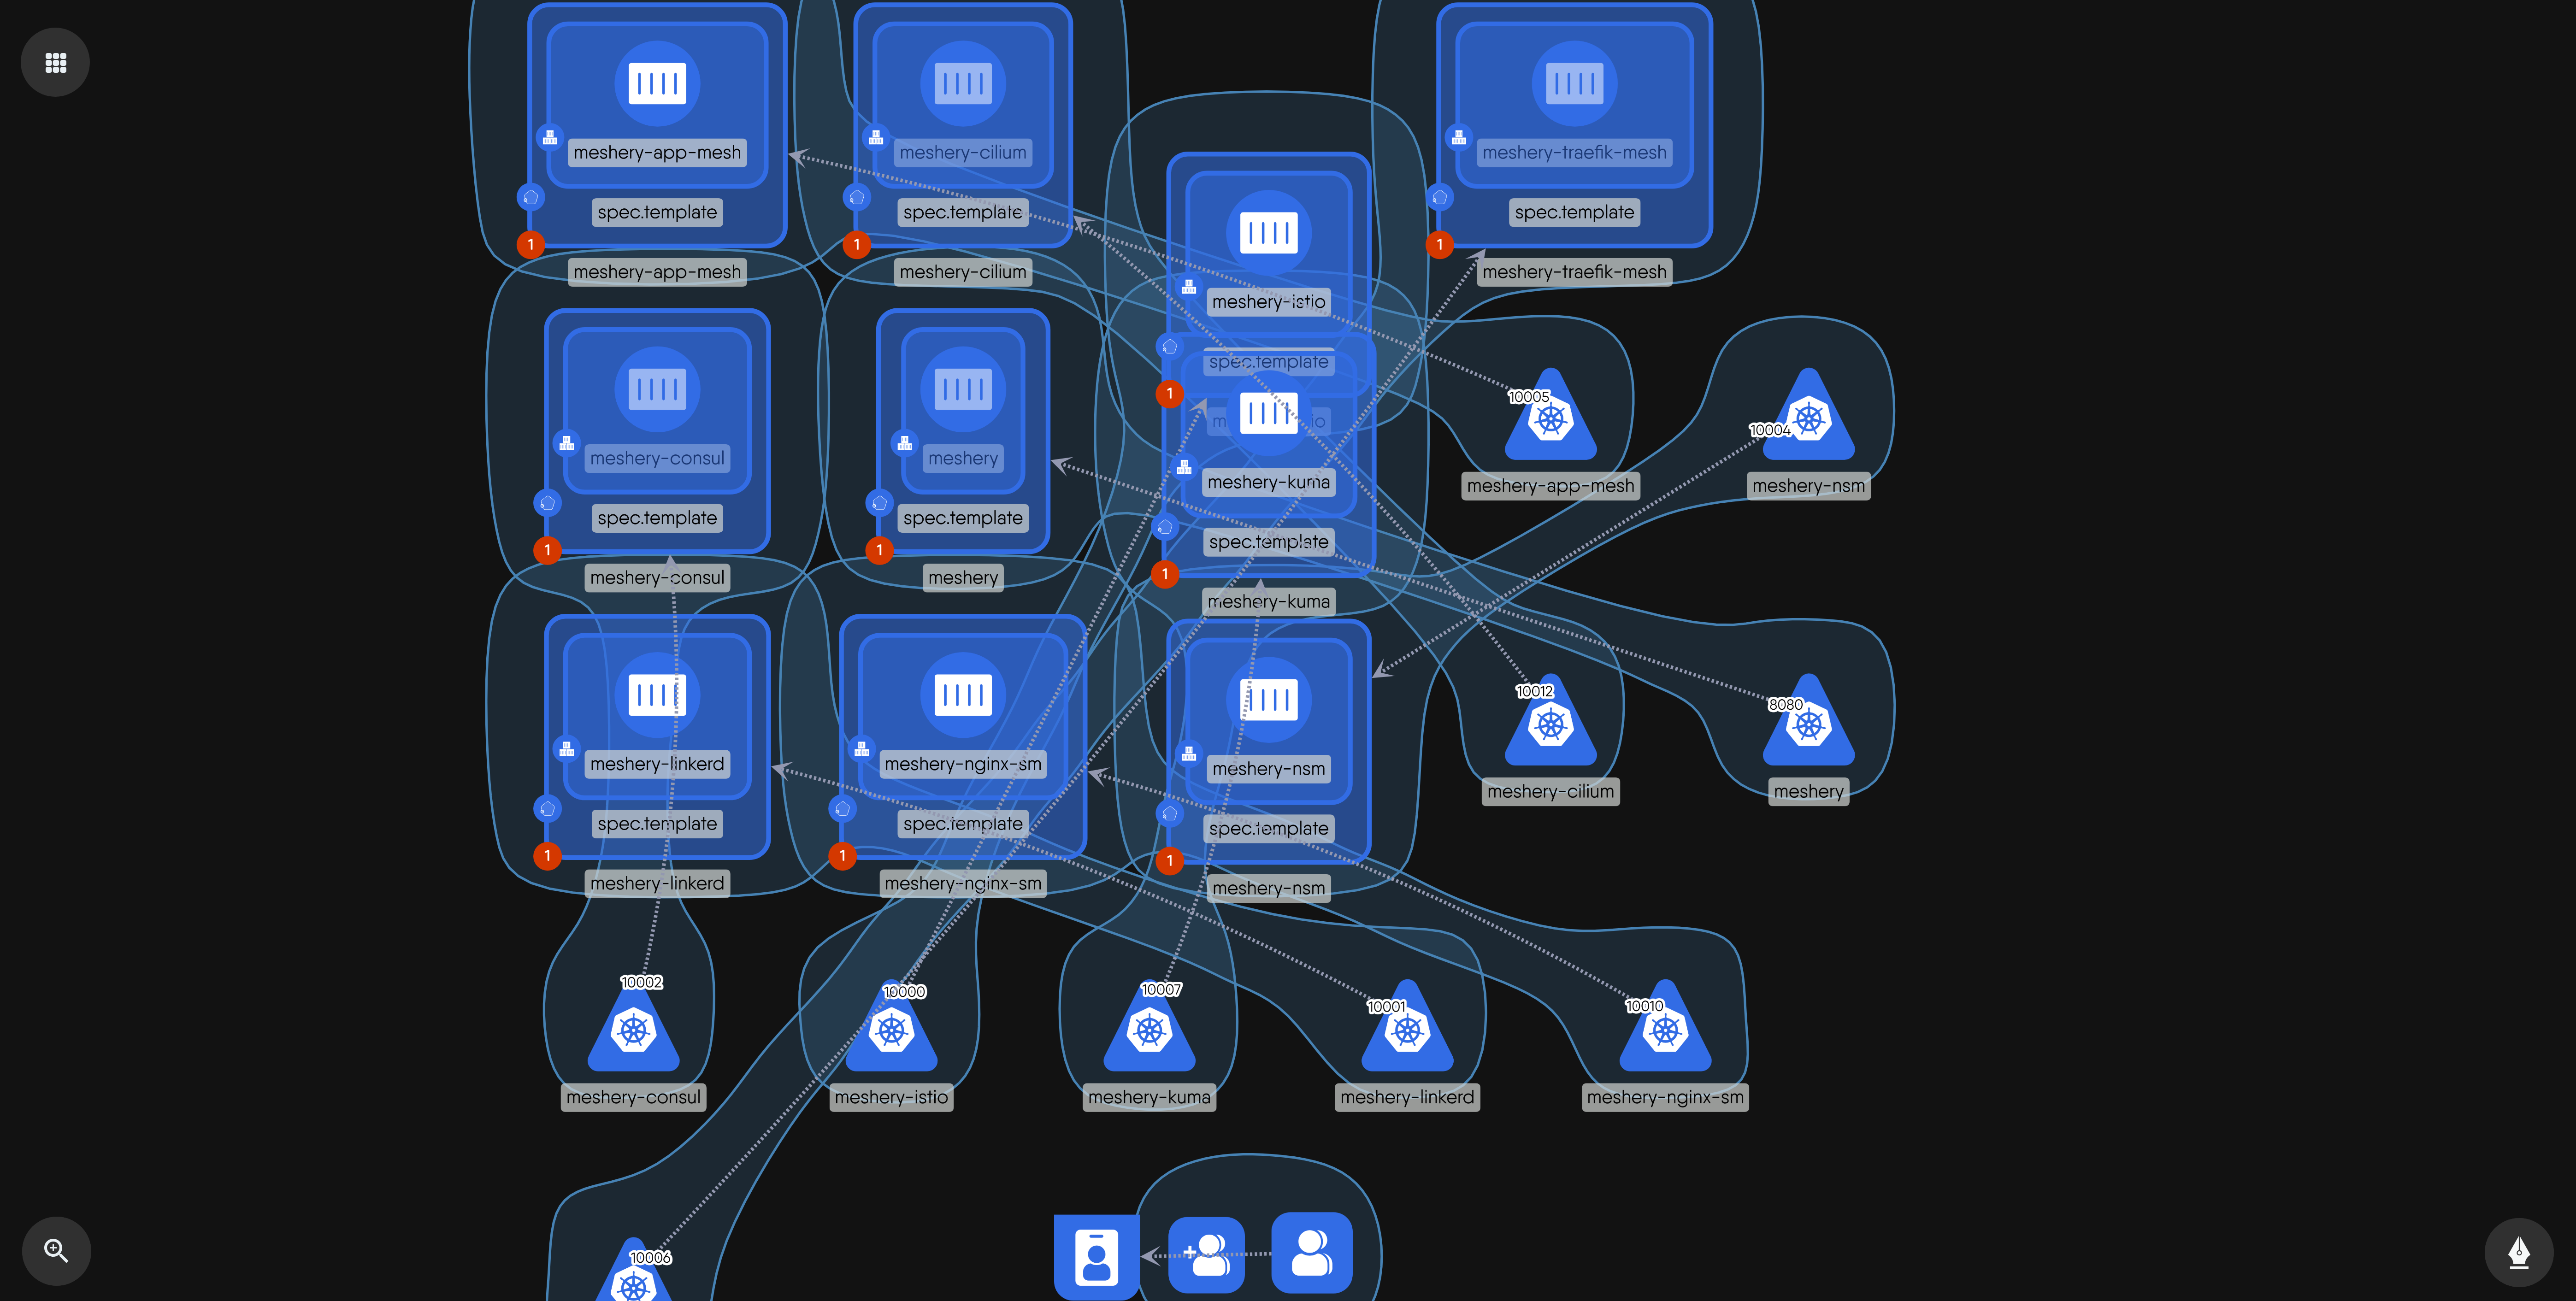 meshery-app-mesh
spec.template
1
meshery-app-mesh
meshery-cilium
spec.template
1
meshery-cilium
meshery-traefik-mesh
spec.template
1
meshery-traefik-mesh
meshery-istio
spec.template
1
meshery-consul
spec.template
1
meshery-consul
meshery
spec.template
1
meshery
meshery-kuma
spec.template
1
meshery-kuma
10005
meshery-app-mesh
10004
meshery-nsm
meshery-linkerd
spec.template
1
meshery-linkerd
meshery-nginx-sm
spec.template
1
meshery-nginx-sm
meshery-nsm
spec.template
1
meshery-nsm
10012
meshery-cilium
8080
meshery
10002
meshery-consul
10000
meshery-istio
10007
meshery-kuma
10001
meshery-linkerd
10010
meshery-nginx-sm
10006